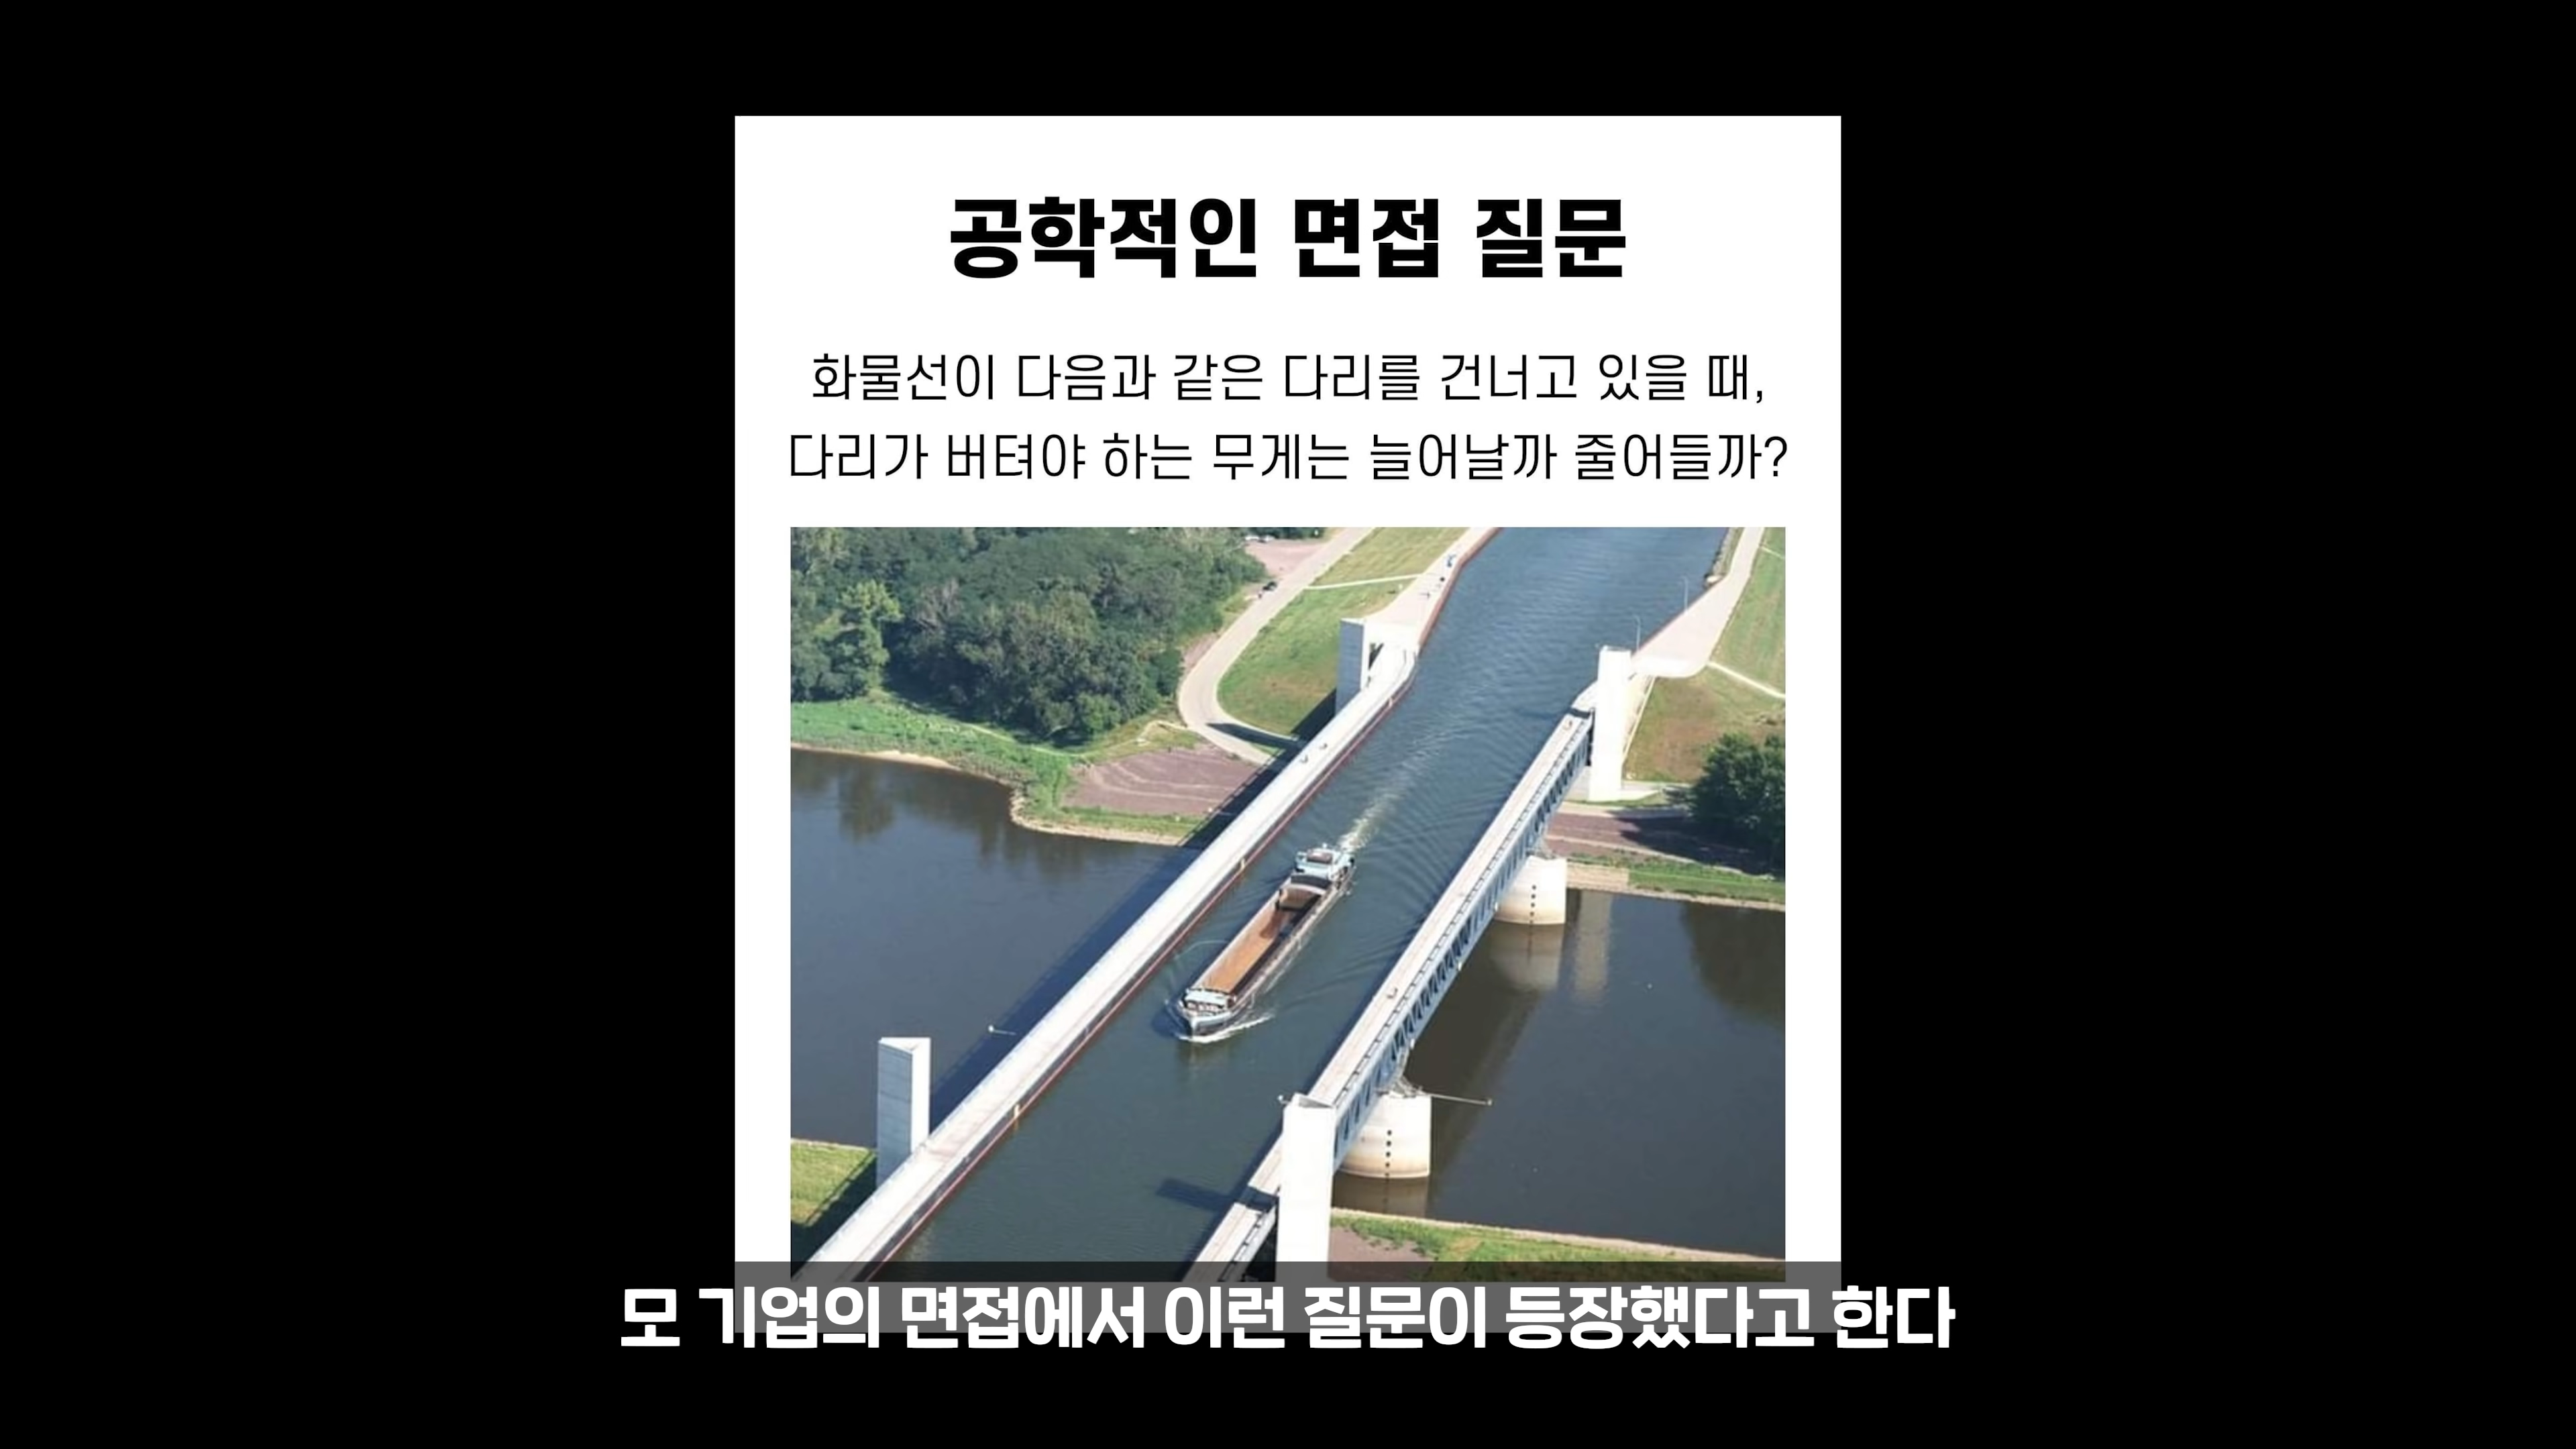 공학적인 면접 질문
화물선이 다음과 같은 다리를 건너고 있을 때,
다리가 버텨야 하는 무게는 늘어날까 줄어들까?
모 기업의 면접에서 이런 질문이 등장했다고 한다